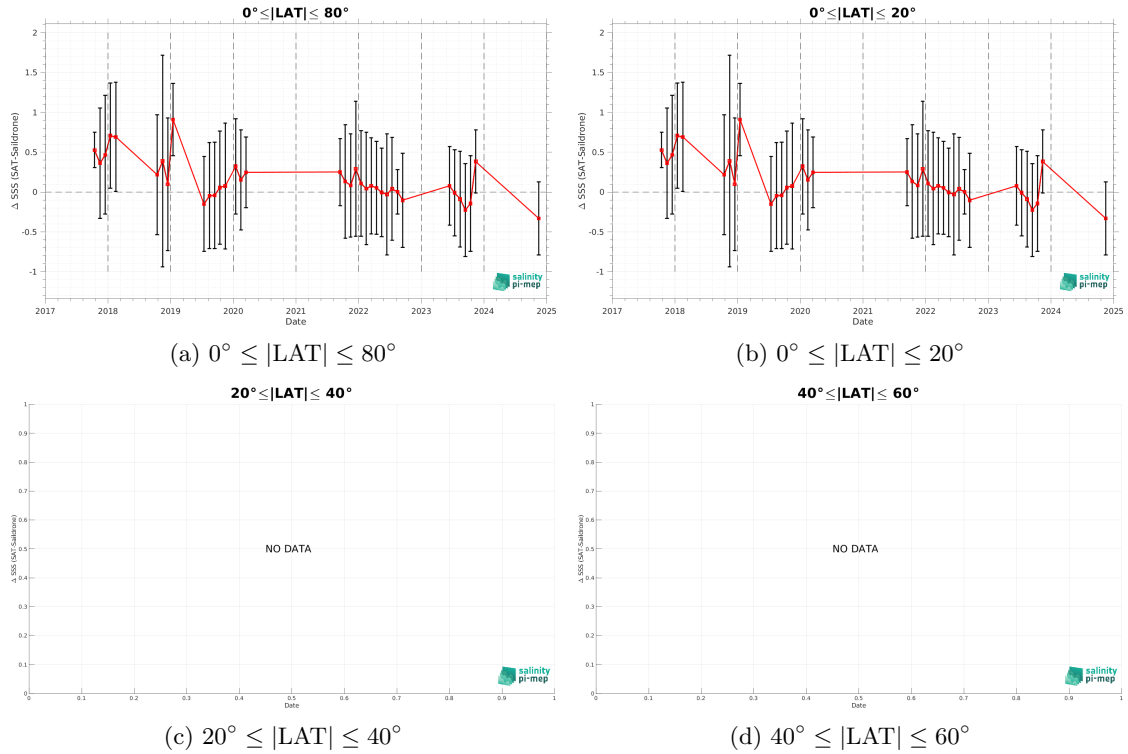 0°≤|LAT|≤ 80°
2
1.5
1
0.5
0
-0.5
-1
Δ SSS (SAT-Saildrone)
2017 2018 2019 2020 2021 2022 2023 2024 2025
Date
salinity
pi-mep
(a) 0° ≤ |LAT| ≤ 80°
0°≤|LAT|≤ 20°
2
1.5
1
0.5
0
-0.5
-1
Δ SSS (SAT-Saildrone)
2017 2018 2019 2020 2021 2022 2023 2024 2025
Date
salinity
pi-mep
(b) 0° ≤ |LAT| ≤ 20°
20°≤|LAT|≤ 40°
1
0.9
0.8
0.7
0.6
0.5
0.4
0.3
0.2
0.1
0
Δ SSS (SAT-Saildrone)
NO DATA
0 0.1 0.2 0.3 0.4 0.5 0.6 0.7 0.8 0.9 1
Date
salinity
pi-mep
(c) 20° ≤ |LAT| ≤ 40°
40°≤|LAT|≤ 60°
1
0.9
0.8
0.7
0.6
0.5
0.4
0.3
0.2
0.1
0
Δ SSS (SAT-Saildrone)
NO DATA
0 0.1 0.2 0.3 0.4 0.5 0.6 0.7 0.8 0.9 1
Date
salinity
pi-mep
(d) 40° ≤ |LAT| ≤ 60°